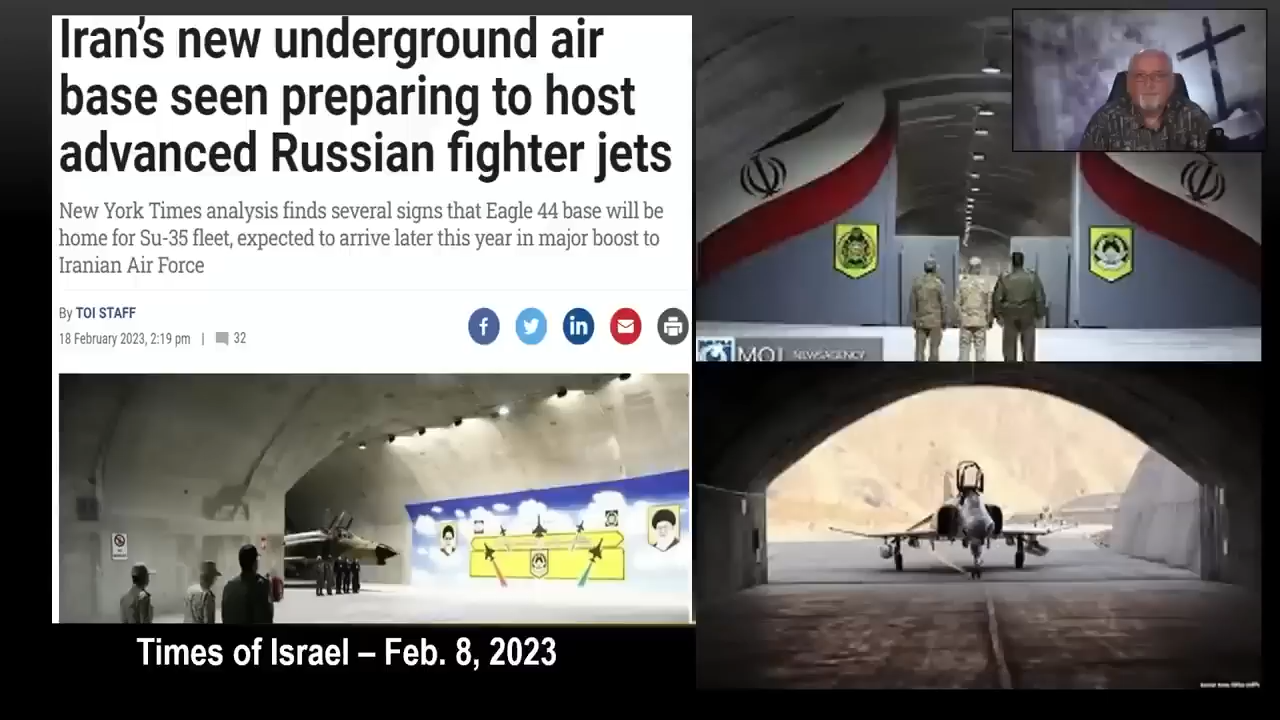 Iran's new underground air
base seen preparing to host
advanced Russian fighter jets
New York Times analysis finds several signs that Eagle 44 base will be
home for Su-35 fleet, expected to arrive later this year in major boost to
Iranian Air Force
By TOI STAFF
18 February 2023, 2:19 pm | 32
Times of Israel – Feb. 8, 2023
MOJ NEWSAGENCY